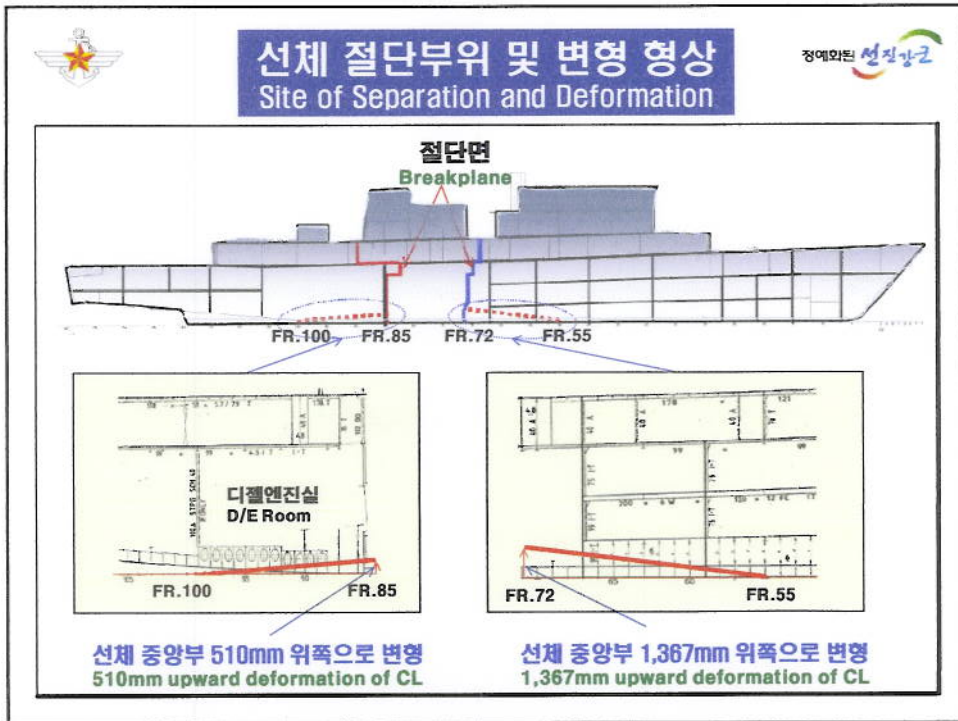 선체 절단부위 및 변형 형상
Site of Separation and Deformation
정예화된 선진강군
절단면
Breakplane
FR.100 FR.85 FR.72 FR.55
디젤엔진실
D/E Room
FR.100 FR.85
FR.72 FR.55
선체 중앙부 510mm 위쪽으로 변형
510mm upward deformation of CL
선체 중앙부 1,367mm 위쪽으로 변형
1,367mm upward deformation of CL